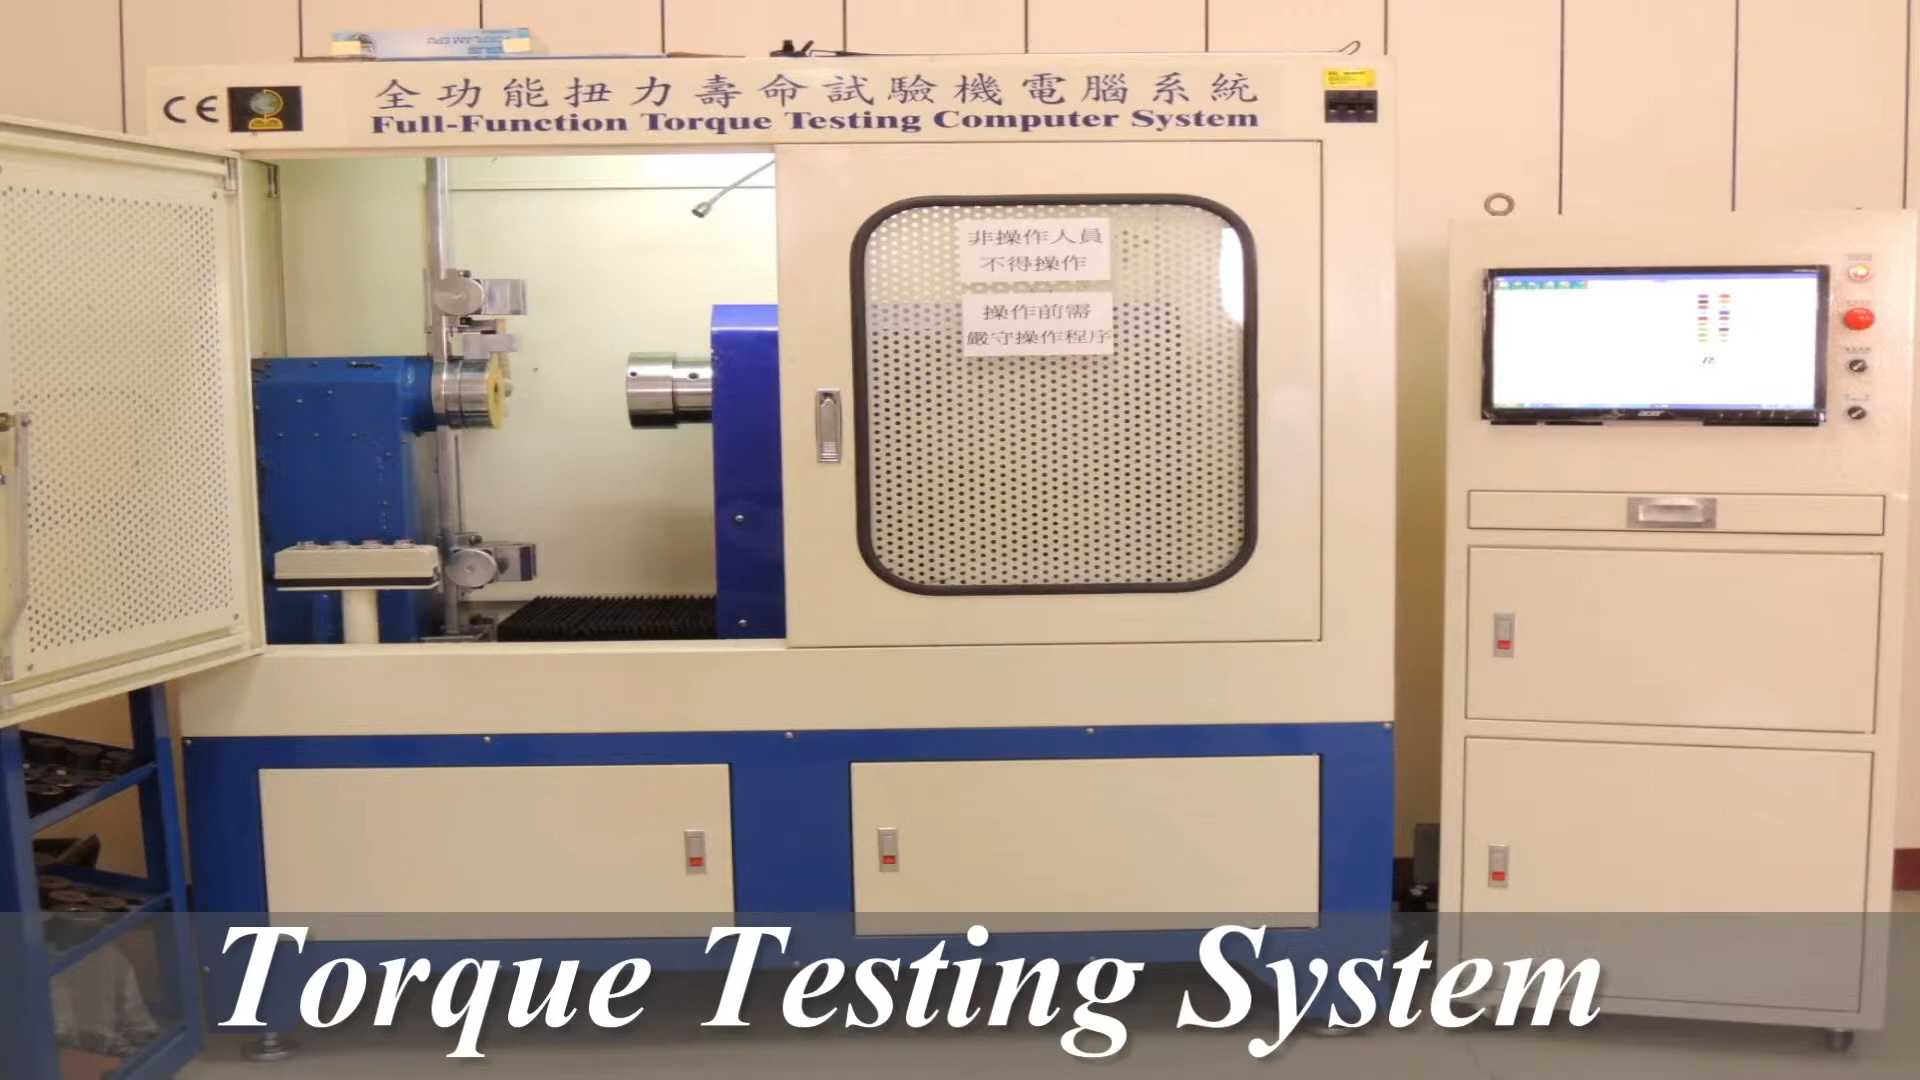 CE
全功能扭力壽命試驗機電腦系統
Full-Function Torque Testing Computer System
非操作人員
不得操作
操作前需
嚴守操作程序
acer
Torque Testing System